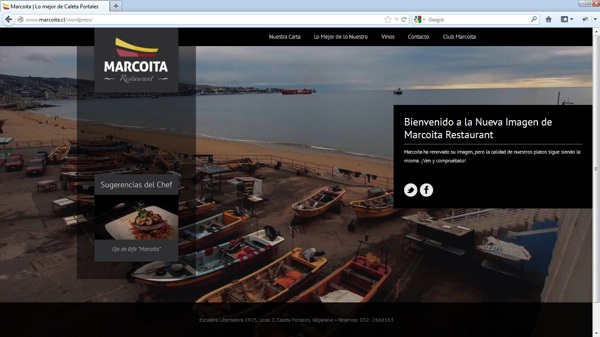 Marcoita | Lo mejor de Caleta Portales
www.marcoita.cl/wordpress/
Google
Nuestra Carta
Lo Mejor de lo Nuestro
Vinos
Contacto
Club Marcoita
MARCOITA
Restaurant
Bienvenido a la Nueva Imagen de
Marcoita Restaurant
Marcoita ha renovado su imagen, pero la calidad de nuestros platos sigue siendo la
misma. ¡Ven y compruébalo!
Sugerencias del Chef
Ojo de Bife "Marcoita"
Escuadra Libertadora 1923, Local 2, Caleta Portales, Valparaíso • Reservas: 032- 2668163